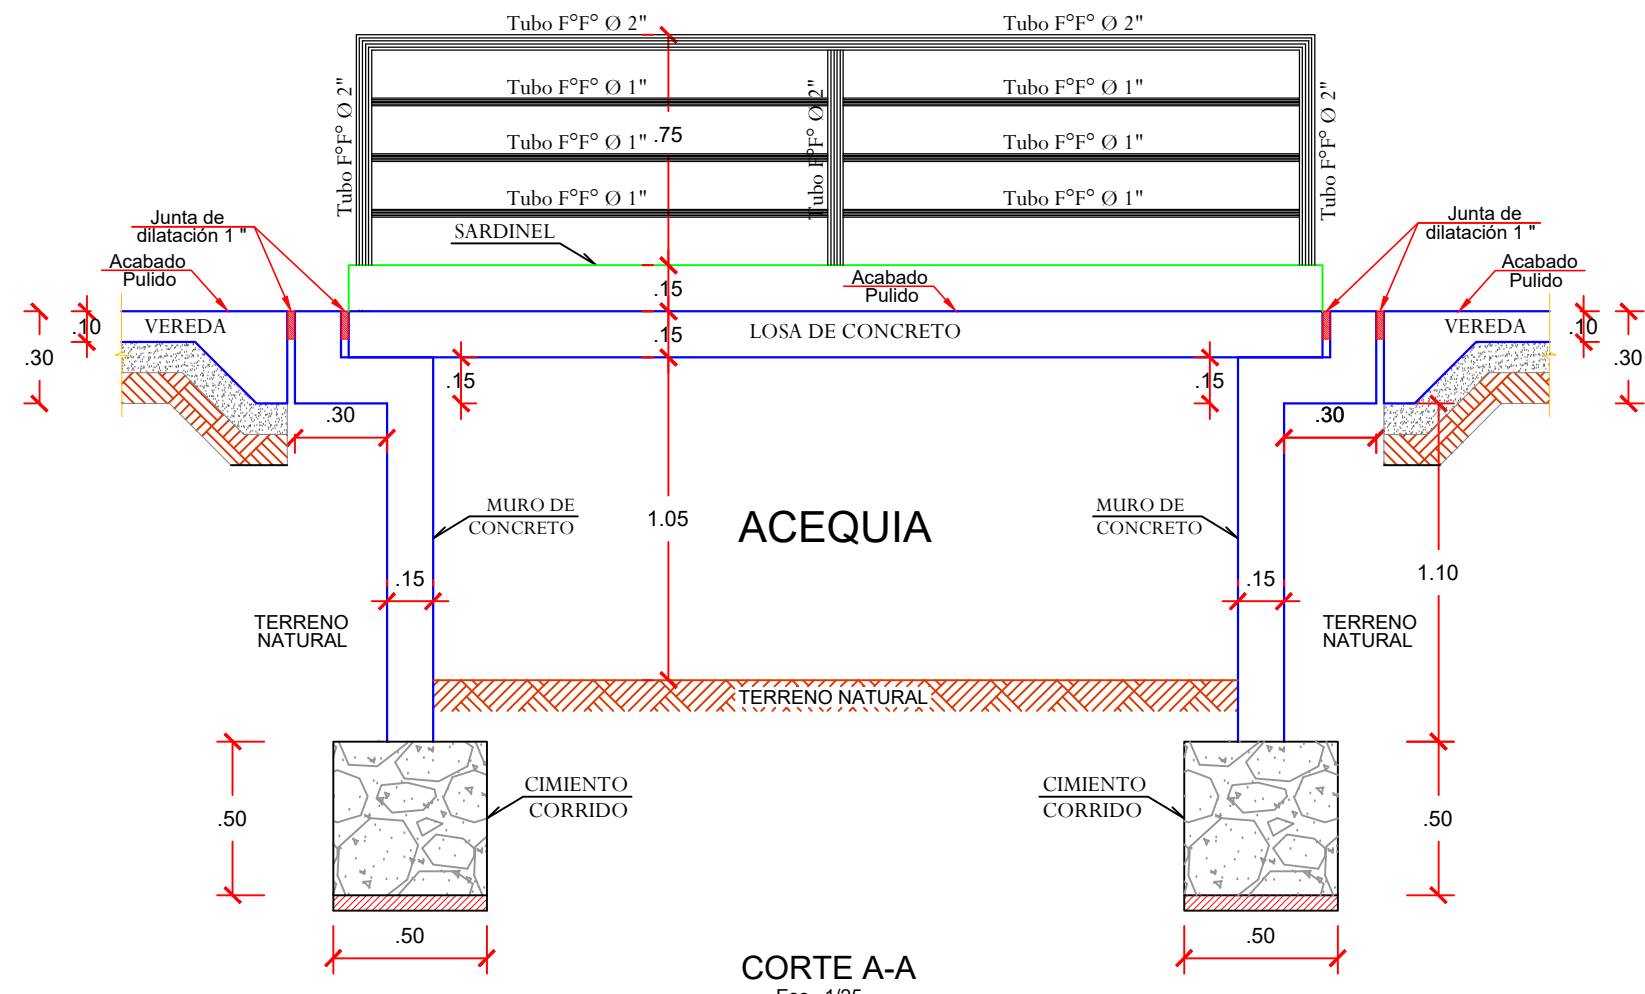 Tubo F°F° Ø 2"
Tubo F°F° Ø 2"
Tubo F°F° Ø 2"
Tubo F°F° Ø 1"
Tubo F°F° Ø 1"
Tubo F°F° Ø 2"
Tubo F°F° Ø 2"
.75
Tubo F°F° Ø 1"
Tubo F°F° Ø 1"
Tubo F°F° Ø 1"
Tubo F°F° Ø 1"
Junta de
dilatación 1 "
SARDINEL
Junta de
dilatación 1 "
Acabado
Pulido
Acabado
Pulido
Acabado
Pulido
.15
.10
VEREDA
.15
LOSA DE CONCRETO
VEREDA
.10
.30
.15
.15
.30
.30
.30
MURO DE
CONCRETO
1.05
ACEQUIA
MURO DE
CONCRETO
.15
.15
1.10
TERRENO
NATURAL
TERRENO
NATURAL
TERRENO NATURAL
CIMIENTO
CORRIDO
CIMIENTO
CORRIDO
.50
.50
.50
.50
CORTE A-A